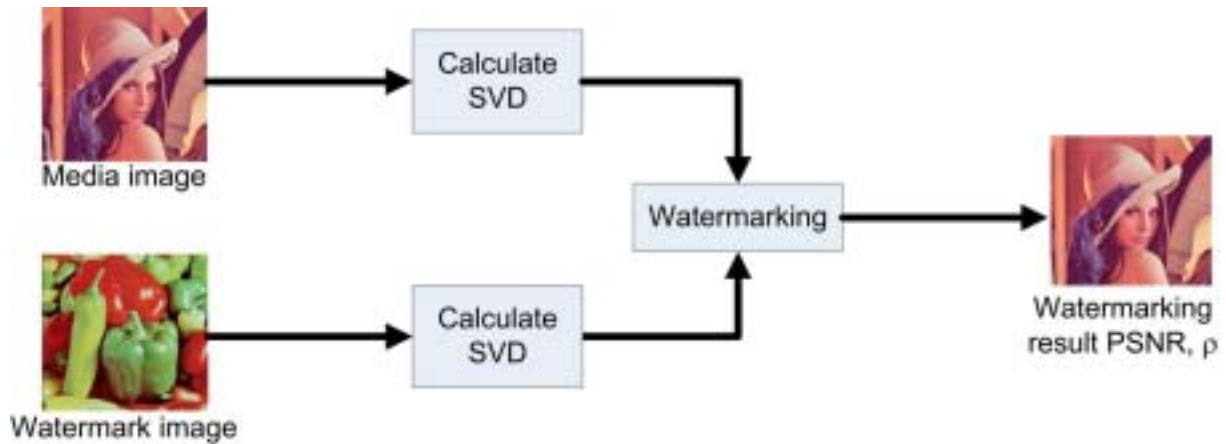 Calculate
SVD
Media image
Watermarking
Calculate
SVD
Watermark image
Watermarking
result PSNR, ρ